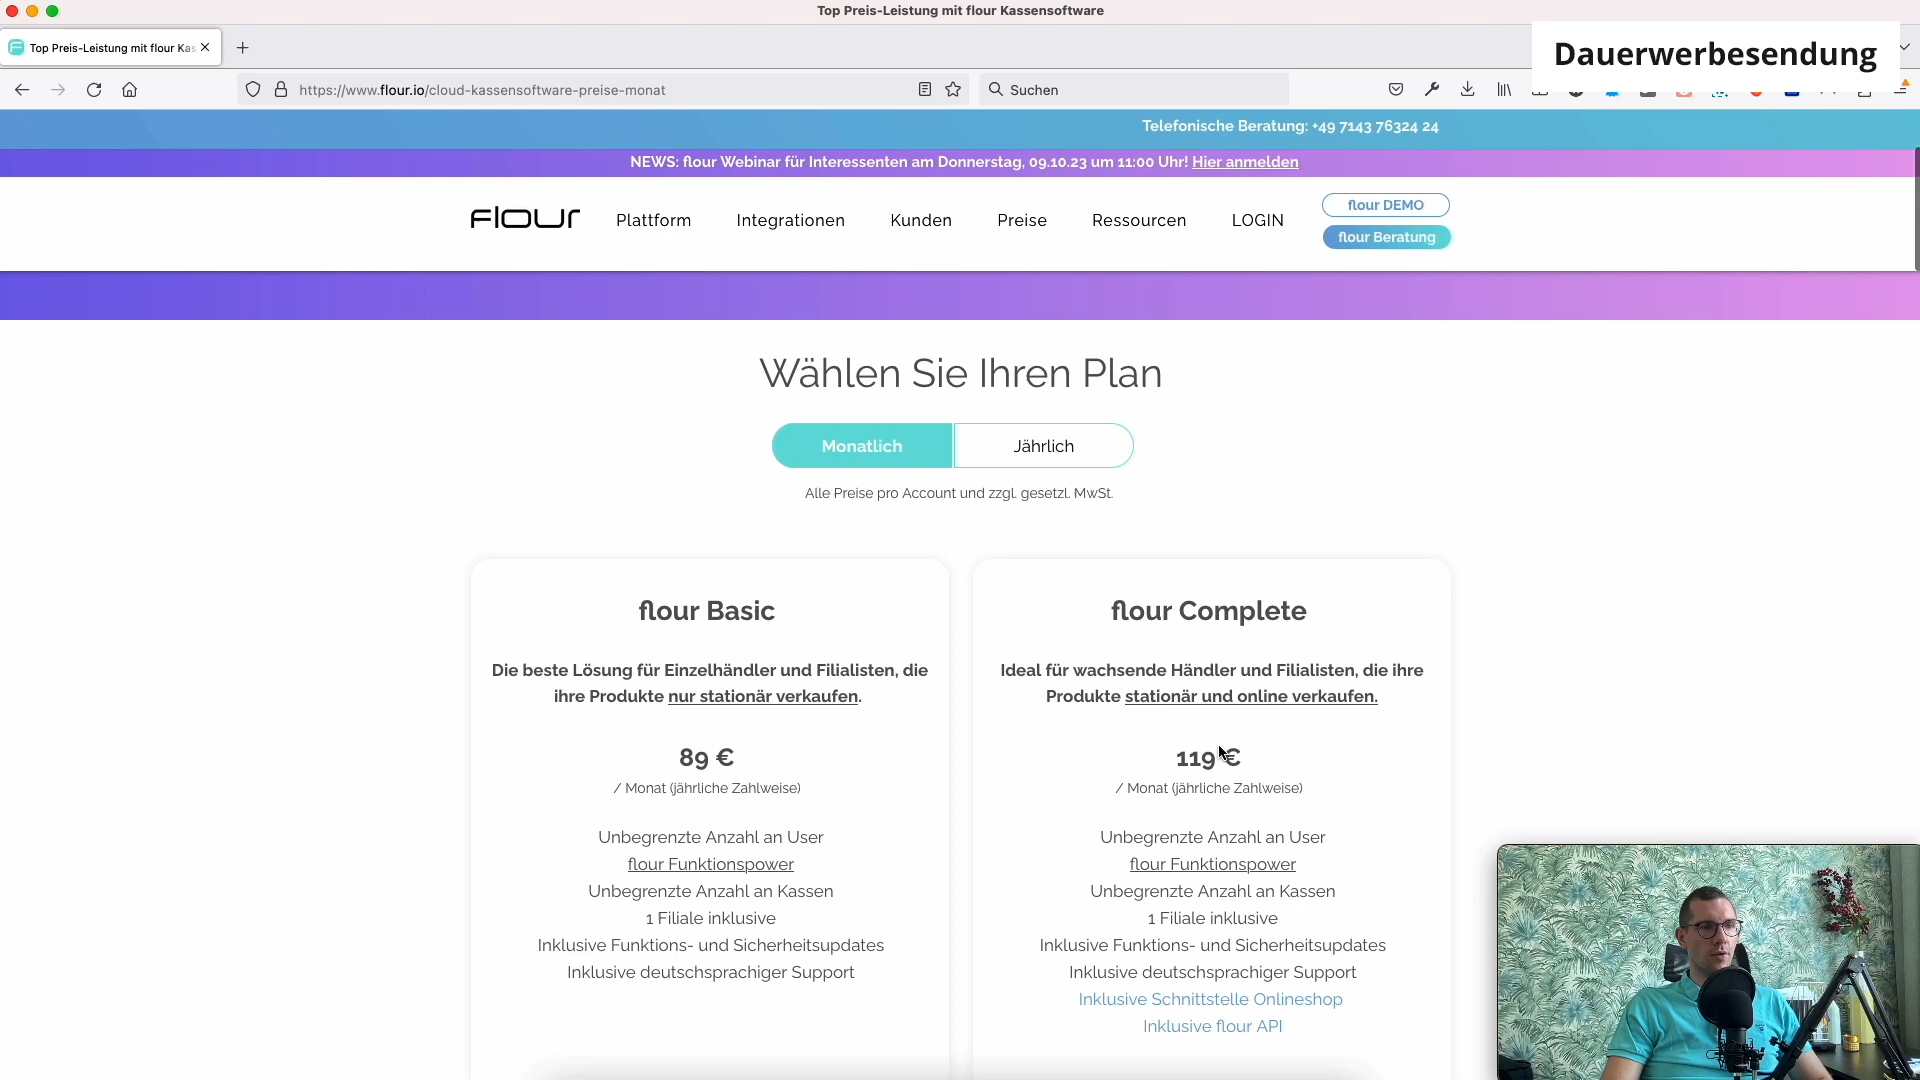 Top Preis-Leistung mit flour Kassensoftware
Top Preis-Leistung mit flour Kas
Dauerwerbesendung
https://www.flour.io/cloud-kassensoftware-preise-monat
Suchen
Telefonische Beratung: +49 7143 76324 24
NEWS: flour Webinar für Interessenten am Donnerstag, 09.10.23 um 11:00 Uhr! Hier anmelden
flour
Plattform
Integrationen
Kunden
Preise
Ressourcen
LOGIN
flour DEMO
flour Beratung
Wählen Sie Ihren Plan
Monatlich
Jährlich
Alle Preise pro Account und zzgl. gesetzl. MwSt.
flour Basic
Die beste Lösung für Einzelhändler und Filialisten, die
ihre Produkte nur stationär verkaufen.
89 €
/ Monat (jährliche Zahlweise)
Unbegrenzte Anzahl an User
flour Funktionspower
Unbegrenzte Anzahl an Kassen
1 Filiale inklusive
Inklusive Funktions- und Sicherheitsupdates
Inklusive deutschsprachiger Support
flour Complete
Ideal für wachsende Händler und Filialisten, die ihre
Produkte stationär und online verkaufen.
119 €
/ Monat (jährliche Zahlweise)
Unbegrenzte Anzahl an User
flour Funktionspower
Unbegrenzte Anzahl an Kassen
1 Filiale inklusive
Inklusive Funktions- und Sicherheitsupdates
Inklusive deutschsprachiger Support
Inklusive Schnittstelle Onlineshop
Inklusive flour API